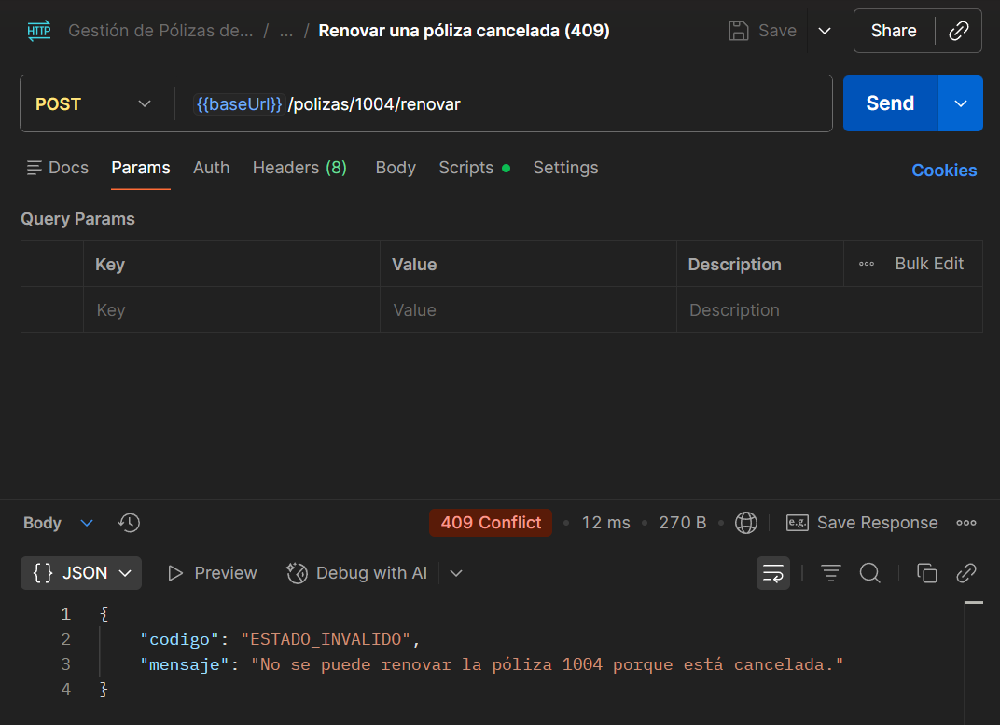 HTTP Gestión de Pólizas de... / ... / Renovar una póliza cancelada (409) Save Share
POST {{baseUrl}} /polizas/1004/renovar Send
Docs Params Auth Headers (8) Body Scripts Settings Cookies
Query Params
Key Value Description Bulk Edit
Key Value Description
Body 409 Conflict 12 ms 270 B e.g. Save Response
{} JSON Preview Debug with AI
1 {
2 "codigo": "ESTADO_INVALIDO",
3 "mensaje": "No se puede renovar la póliza 1004 porque está cancelada."
4 }